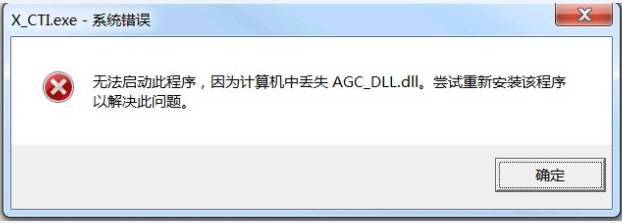 X_CTI.exe - 系统错误
无法启动此程序，因为计算机中丢失 AGC_DLL.dll。尝试重新安装该程序
以解决此问题。
确定